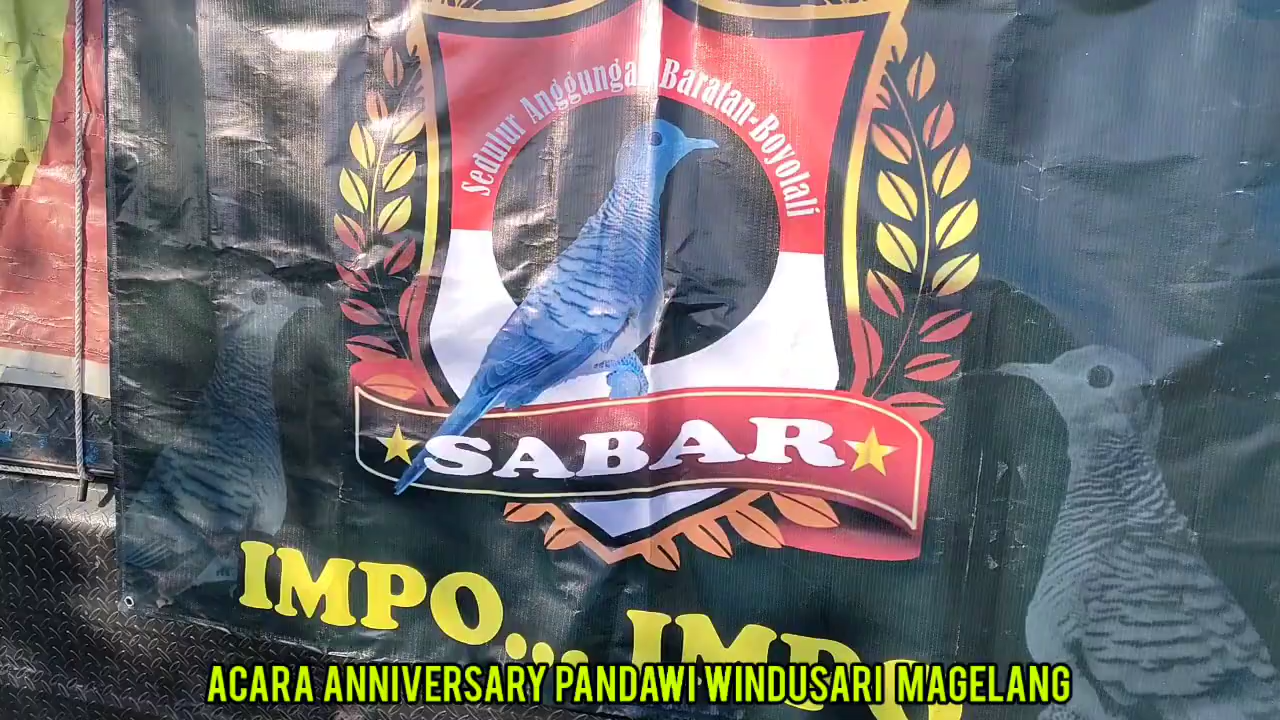 Sedulur Anggungan Baratan-Boyolali
SABAR
IMPO... IMPO
ACARA ANNIVERSARY PANDAWI WINDUSARI MAGELANG